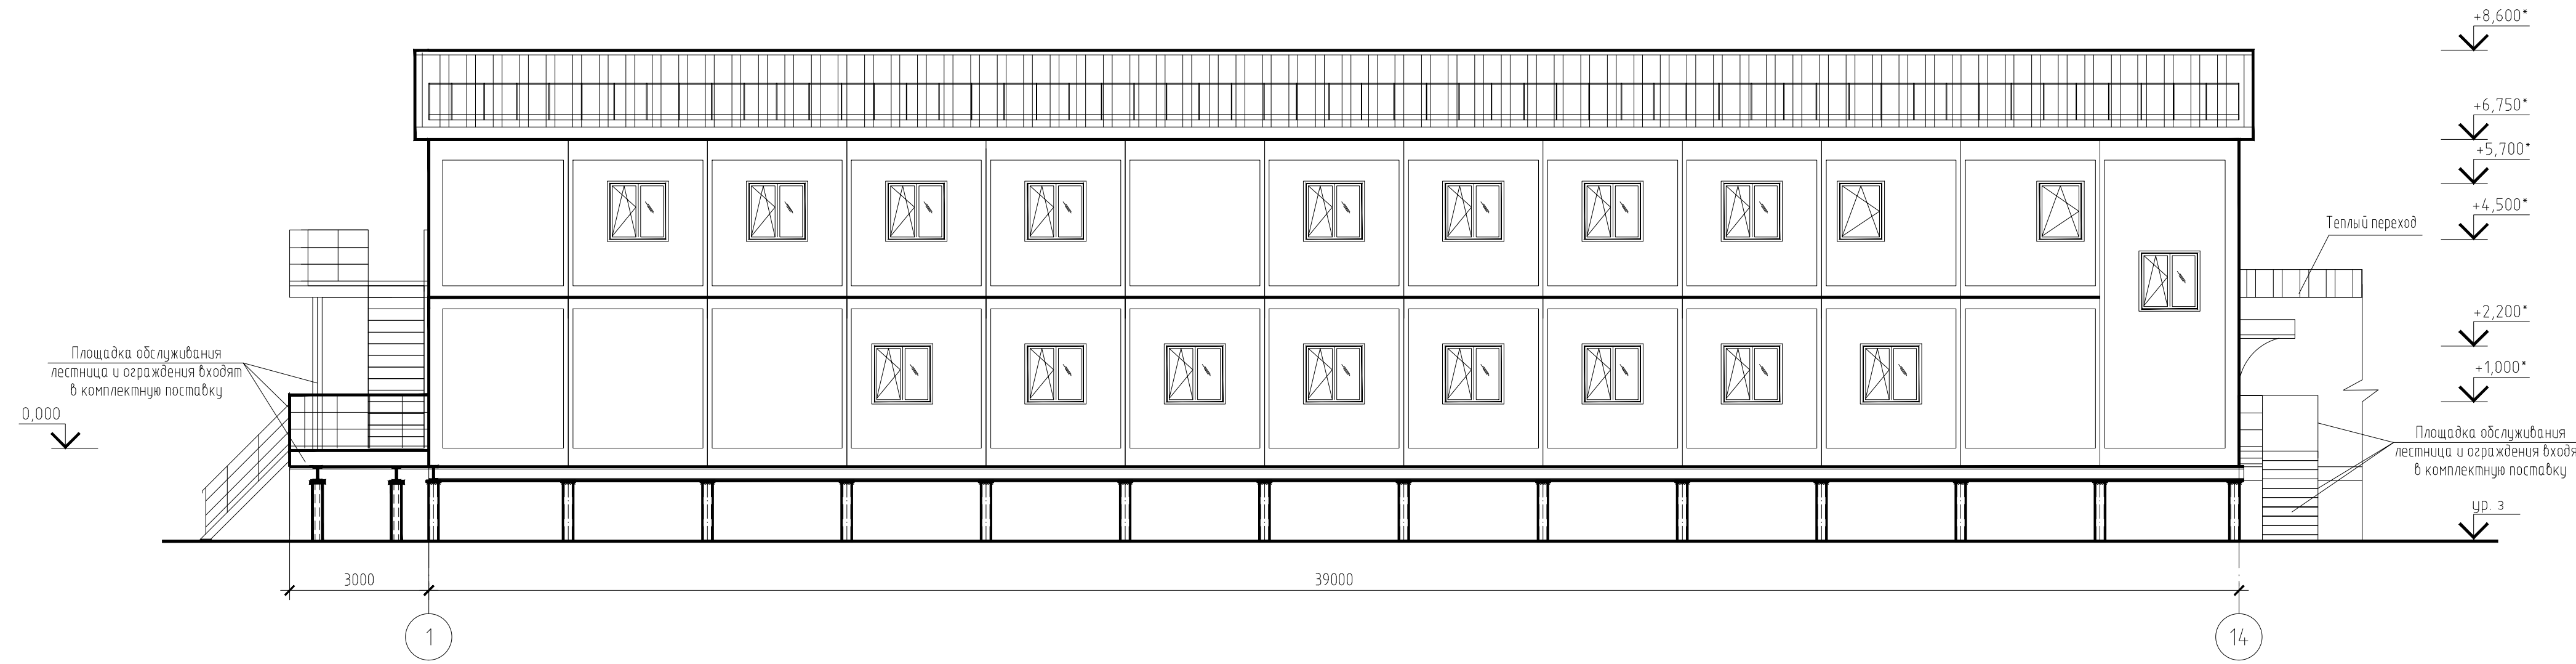 +8,600*
+6,750*
+5,700*
+4,500*
Теплый переход
+2,200*
+1,000*
Площадка обслуживания
лестница и ограждения входят
в комплектную поставку
0,000
Площадка обслуживания
лестница и ограждения входя
в комплектную поставку
ур. з
3000
39000
1
14